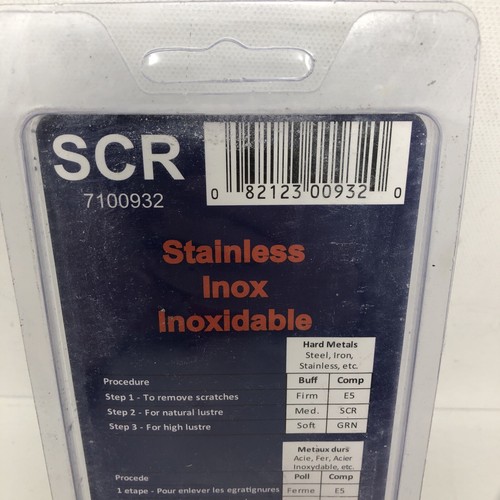 SCR
7100932
0 82123 00932 0
Stainless
Inox
Inoxidable
Hard Metals
Steel, Iron,
Stainless, etc.
Procedure Buff Comp
Step 1 - To remove scratches Firm E5
Step 2 - For natural lustre Med. SCR
Step 3 - For high lustre Soft GRN
Metaux durs
Acie, Fer, Acier
Inoxydable, etc.
Procede Poll Comp
1 etape - Pour enlever les egratignures Ferme E5